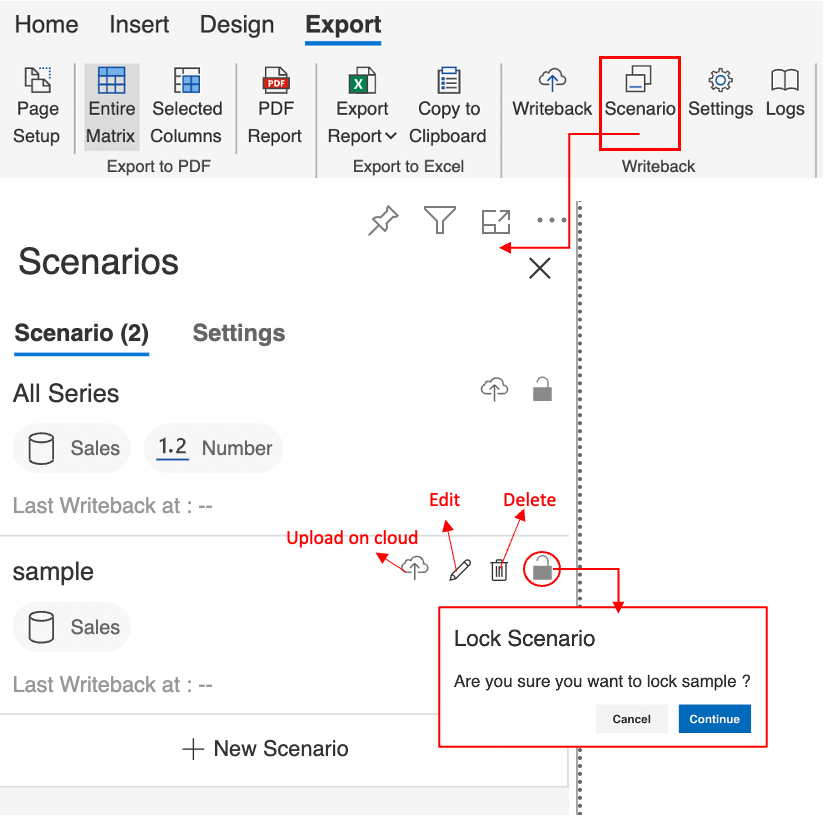 Home Insert Design Export
Page Setup
Entire Matrix
Selected Columns
PDF Report
Export Report
Copy to Clipboard
Writeback
Scenario
Settings
Logs
Export to PDF
Export to Excel
Writeback
Scenarios
Scenario (2) Settings
All Series
Sales 1.2 Number
Last Writeback at : --
Edit
Delete
Upload on cloud
sample
Sales
Last Writeback at : --
Lock Scenario
Are you sure you want to lock sample ?
Cancel Continue
New Scenario